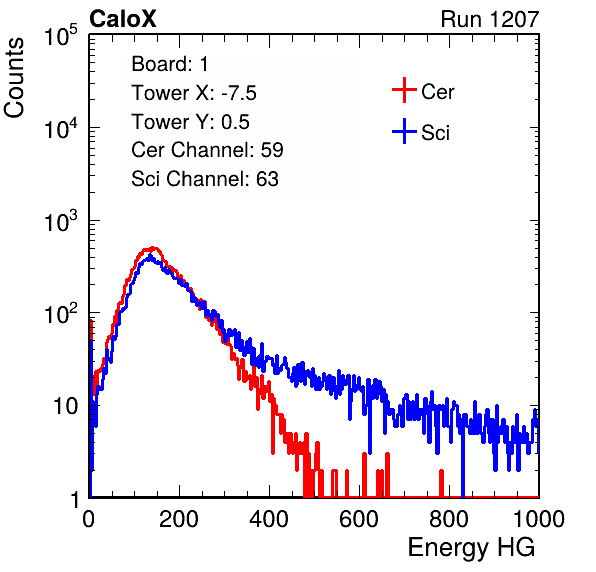 CaloX Run 1207
Counts
Board: 1
Tower X: -7.5
Tower Y: 0.5
Cer Channel: 59
Sci Channel: 63
Cer
Sci
10^5
10^4
10^3
10^2
10
1
0 200 400 600 800 1000
Energy HG